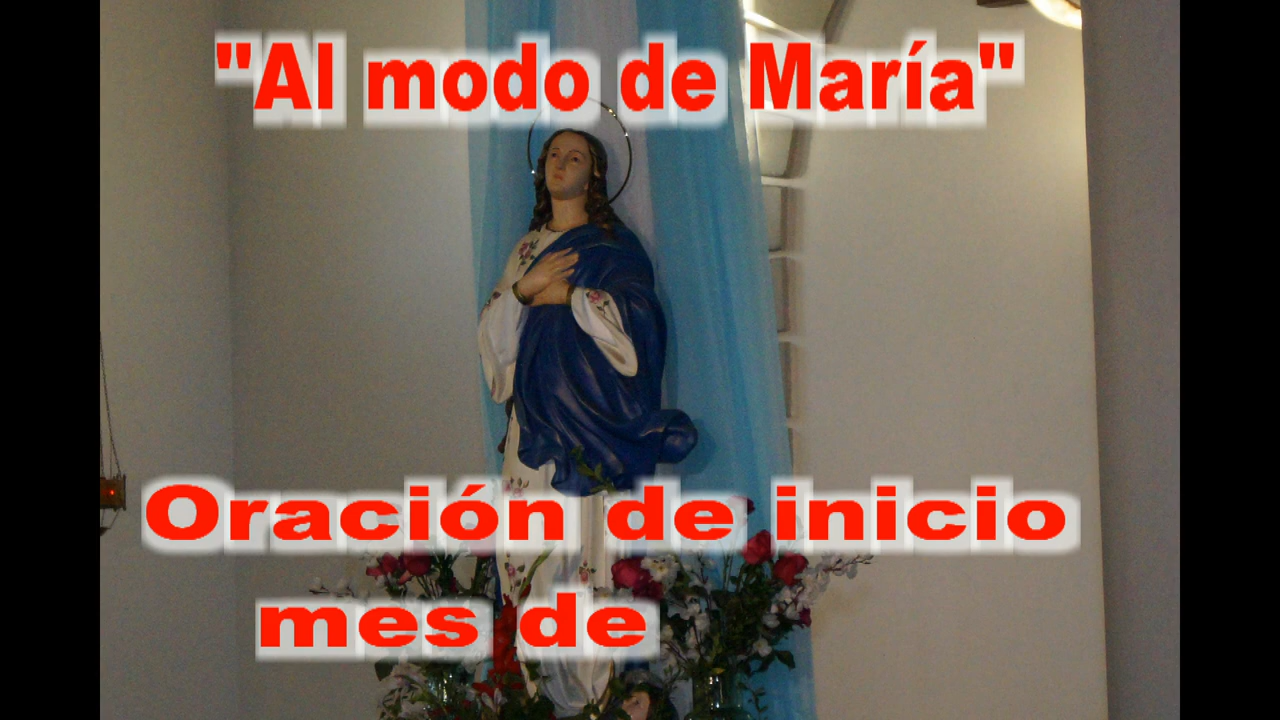 "Al modo de María"
Oración de inicio
mes de